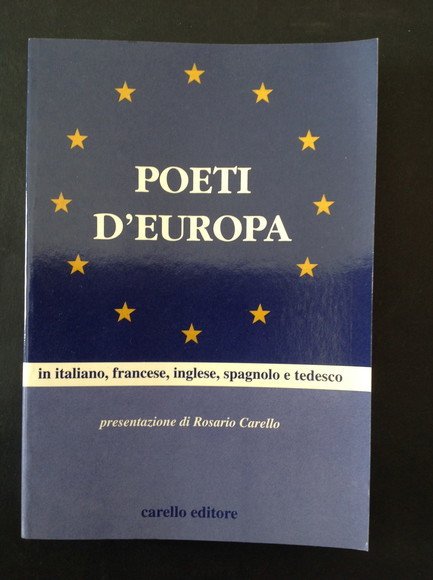 POETI
D'EUROPA
in italiano, francese, inglese, spagnolo e tedesco
presentazione di Rosario Carello
carello editore